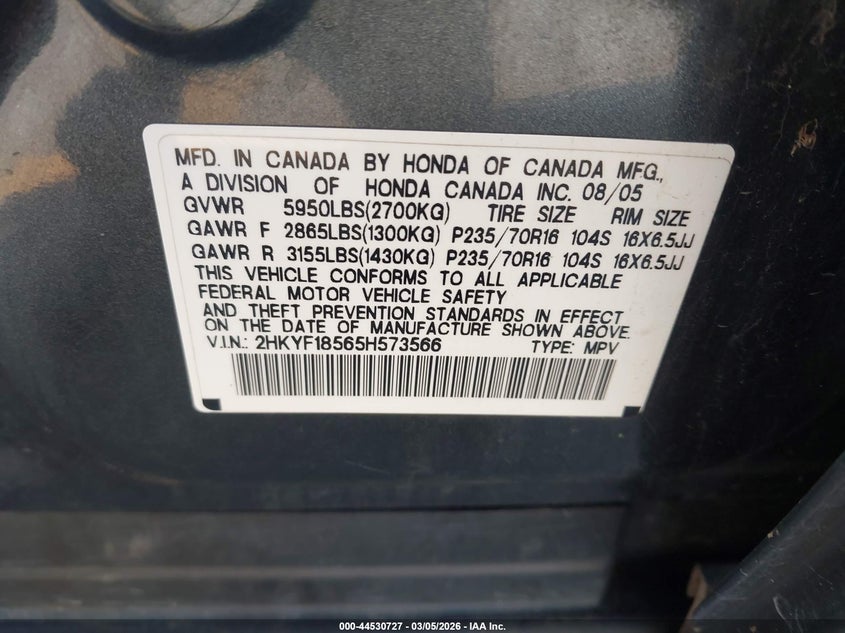 MFD. IN CANADA BY HONDA OF CANADA MFG.,
A DIVISION OF HONDA CANADA INC. 08/05
GVWR 5950LBS(2700KG) TIRE SIZE RIM SIZE
GAWR F 2865LBS(1300KG) P235/70R16 104S 16X6.5JJ
GAWR R 3155LBS(1430KG) P235/70R16 104S 16X6.5JJ
THIS VEHICLE CONFORMS TO ALL APPLICABLE
FEDERAL MOTOR VEHICLE SAFETY
AND THEFT PREVENTION STANDARDS IN EFFECT
ON THE DATE OF MANUFACTURE SHOWN ABOVE.
V.I.N.: 2HKYF18565H573566 TYPE: MPV
000-44530727 - 03/05/2026 - IAA Inc.